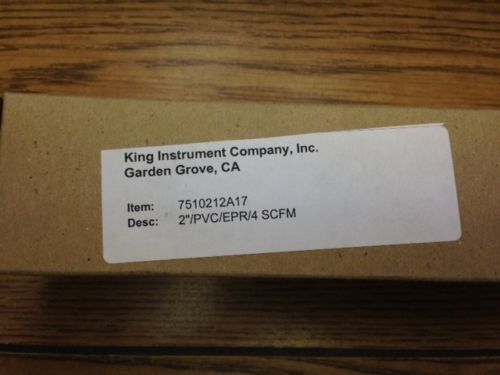 King Instrument Company, Inc.
Garden Grove, CA
Item: 7510212A17
Desc: 2"/PVC/EPR/4 SCFM